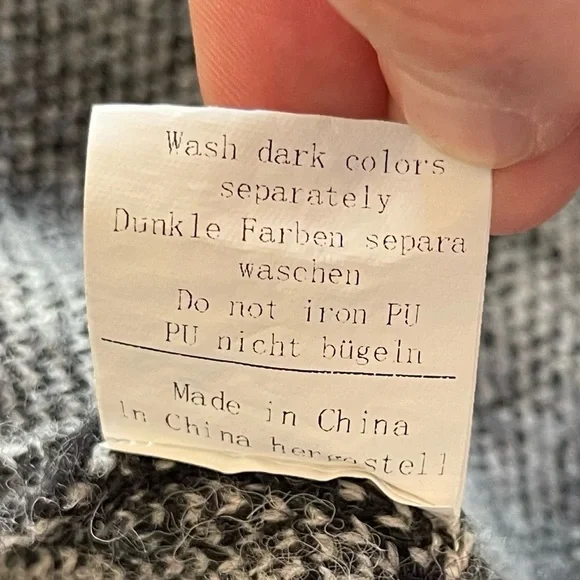 Wash dark colors
separately
Dunkle Farben separa
waschen
Do not iron PU
PU nicht bügeln
Made in China
In China hergestell